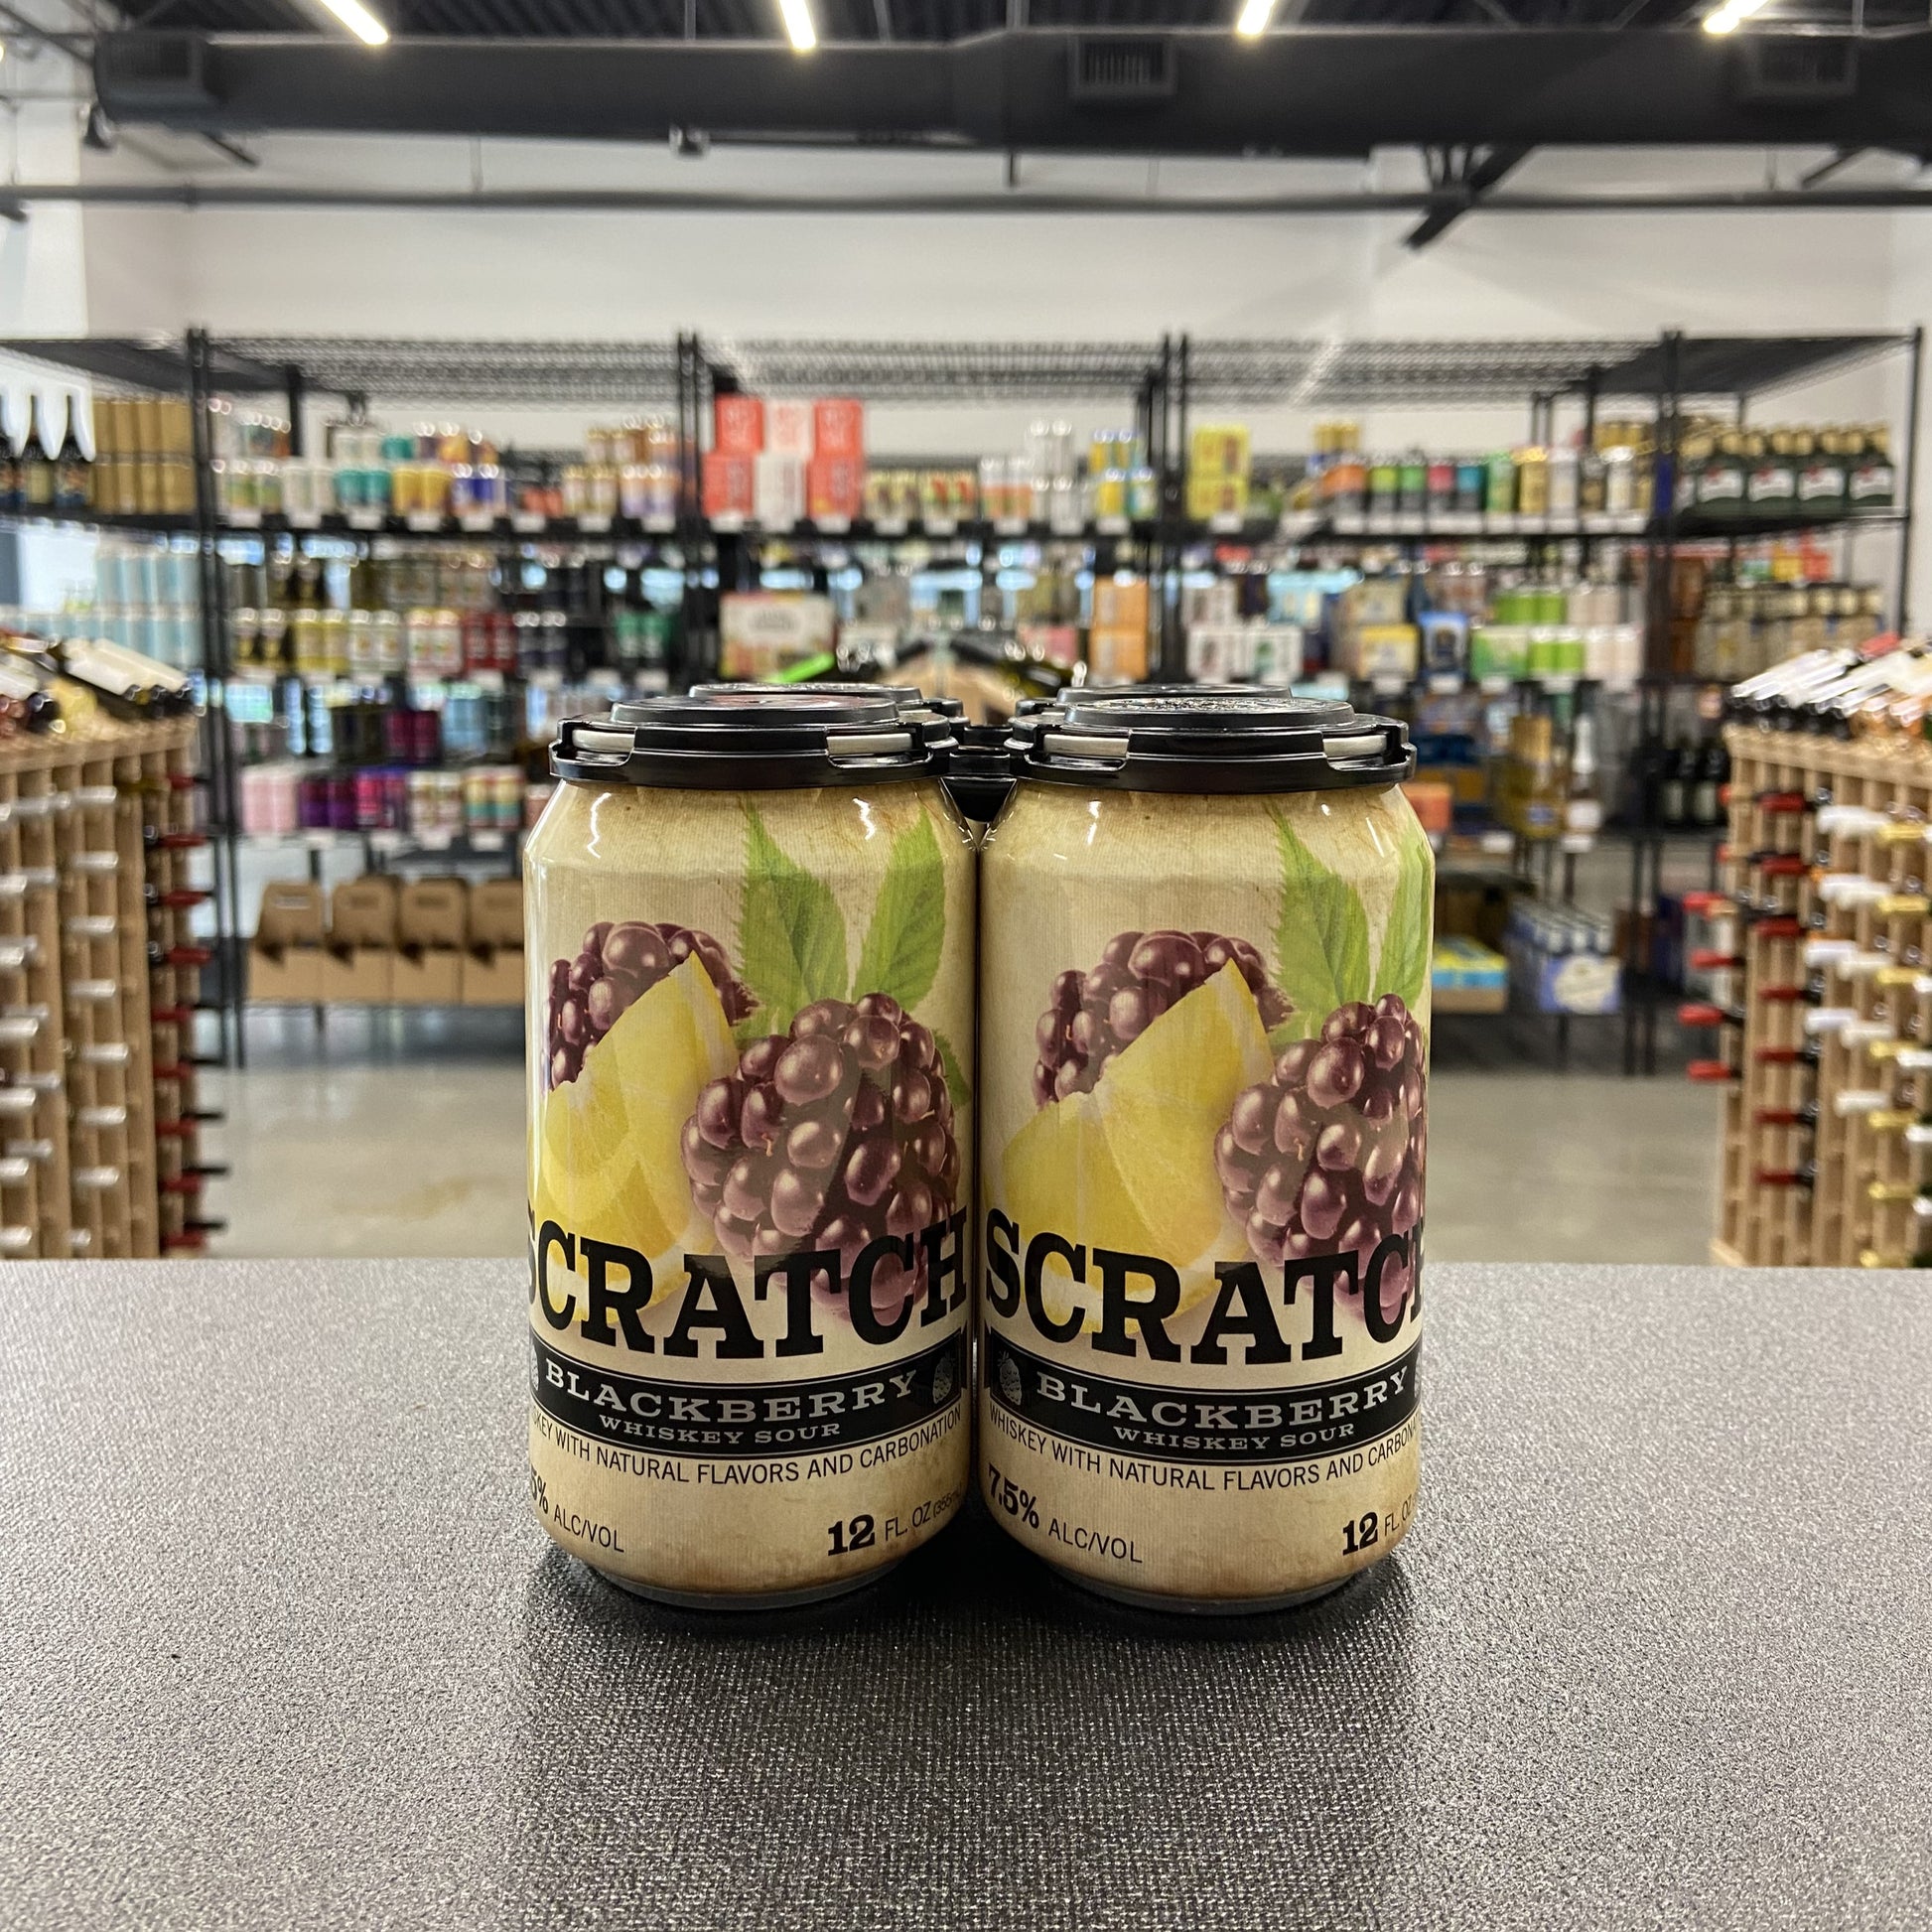 SCRATCH
BLACKBERRY
WHISKEY SOUR
WITH NATURAL FLAVORS AND CARBONATION
5% ALC/VOL
12 FL. OZ
SCRATCH
BLACKBERRY
WHISKEY SOUR
WHISKEY WITH NATURAL FLAVORS AND
7.5% ALC/VOL
12 FL. OZ